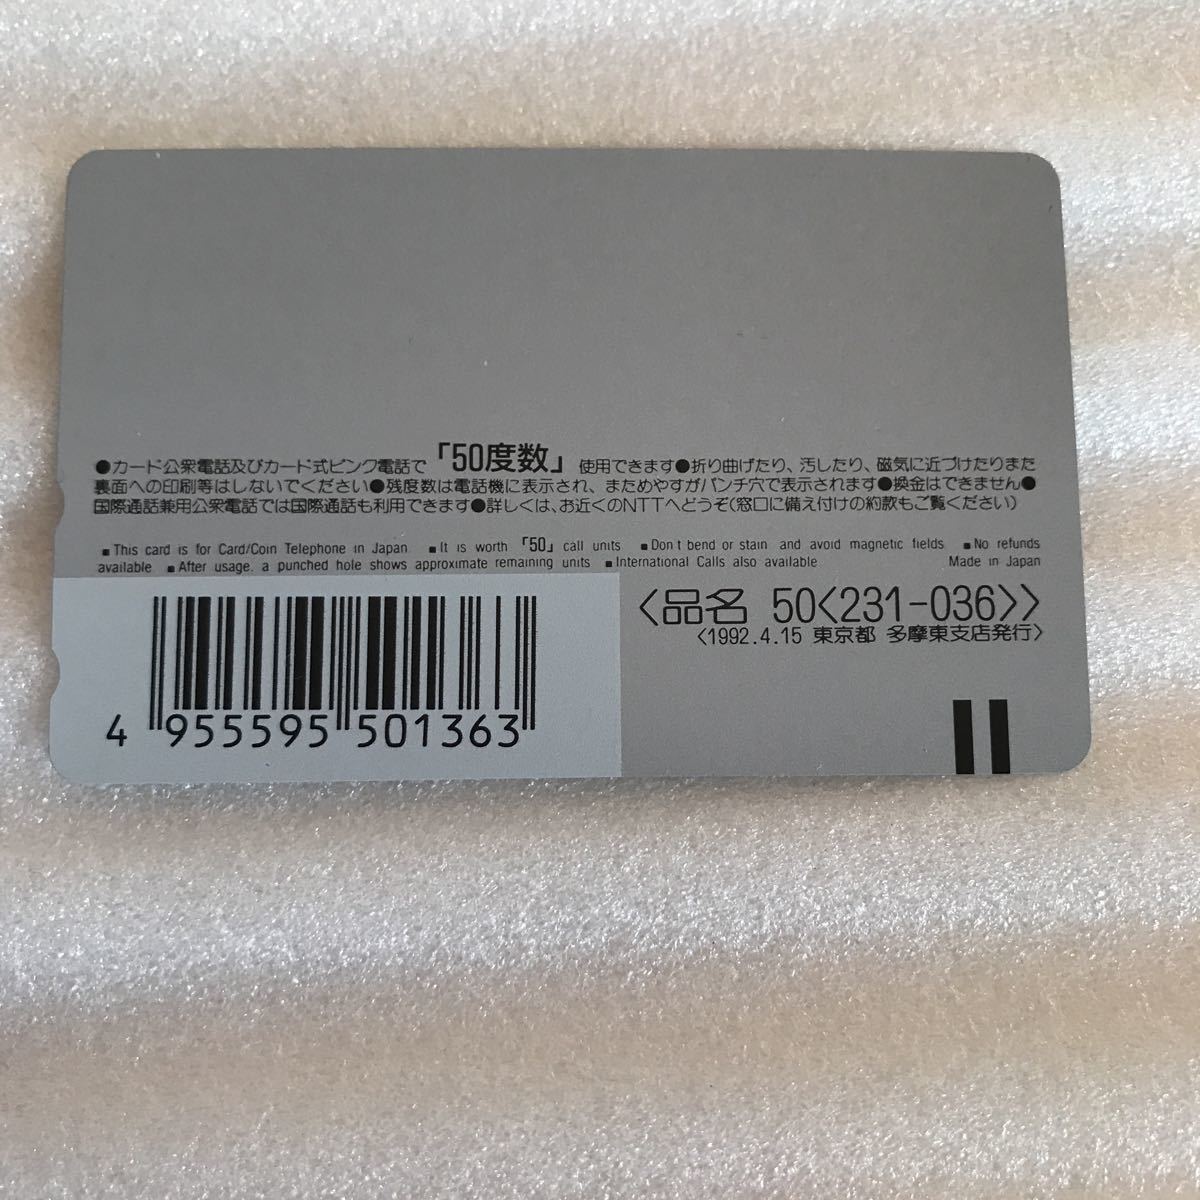 ●カード公衆電話及びカード式ピンク電話で「50度数」使用できます●折り曲げたり、汚したり、磁気に近づけたりまた
裏面への印刷等はしないでください●残度数は電話機に表示され、まためやすがパンチ穴で表示されます●換金はできません●
国際通話兼用公衆電話では国際通話も利用できます●詳しくは、お近くのNTTへどうぞ(窓口に備え付けの約款もご覧ください)
■This card is for Card/Coin Telephone in Japan ■It is worth「50」call units ■Don't bend or stain and avoid magnetic fields ■No refunds
available ■After usage. a punched hole shows approximate remaining units ■International Calls also available Made in Japan
〈品名 50〈231-036〉〉
〈1992.4.15 東京都 多摩東支店発行〉
4 955595 501363